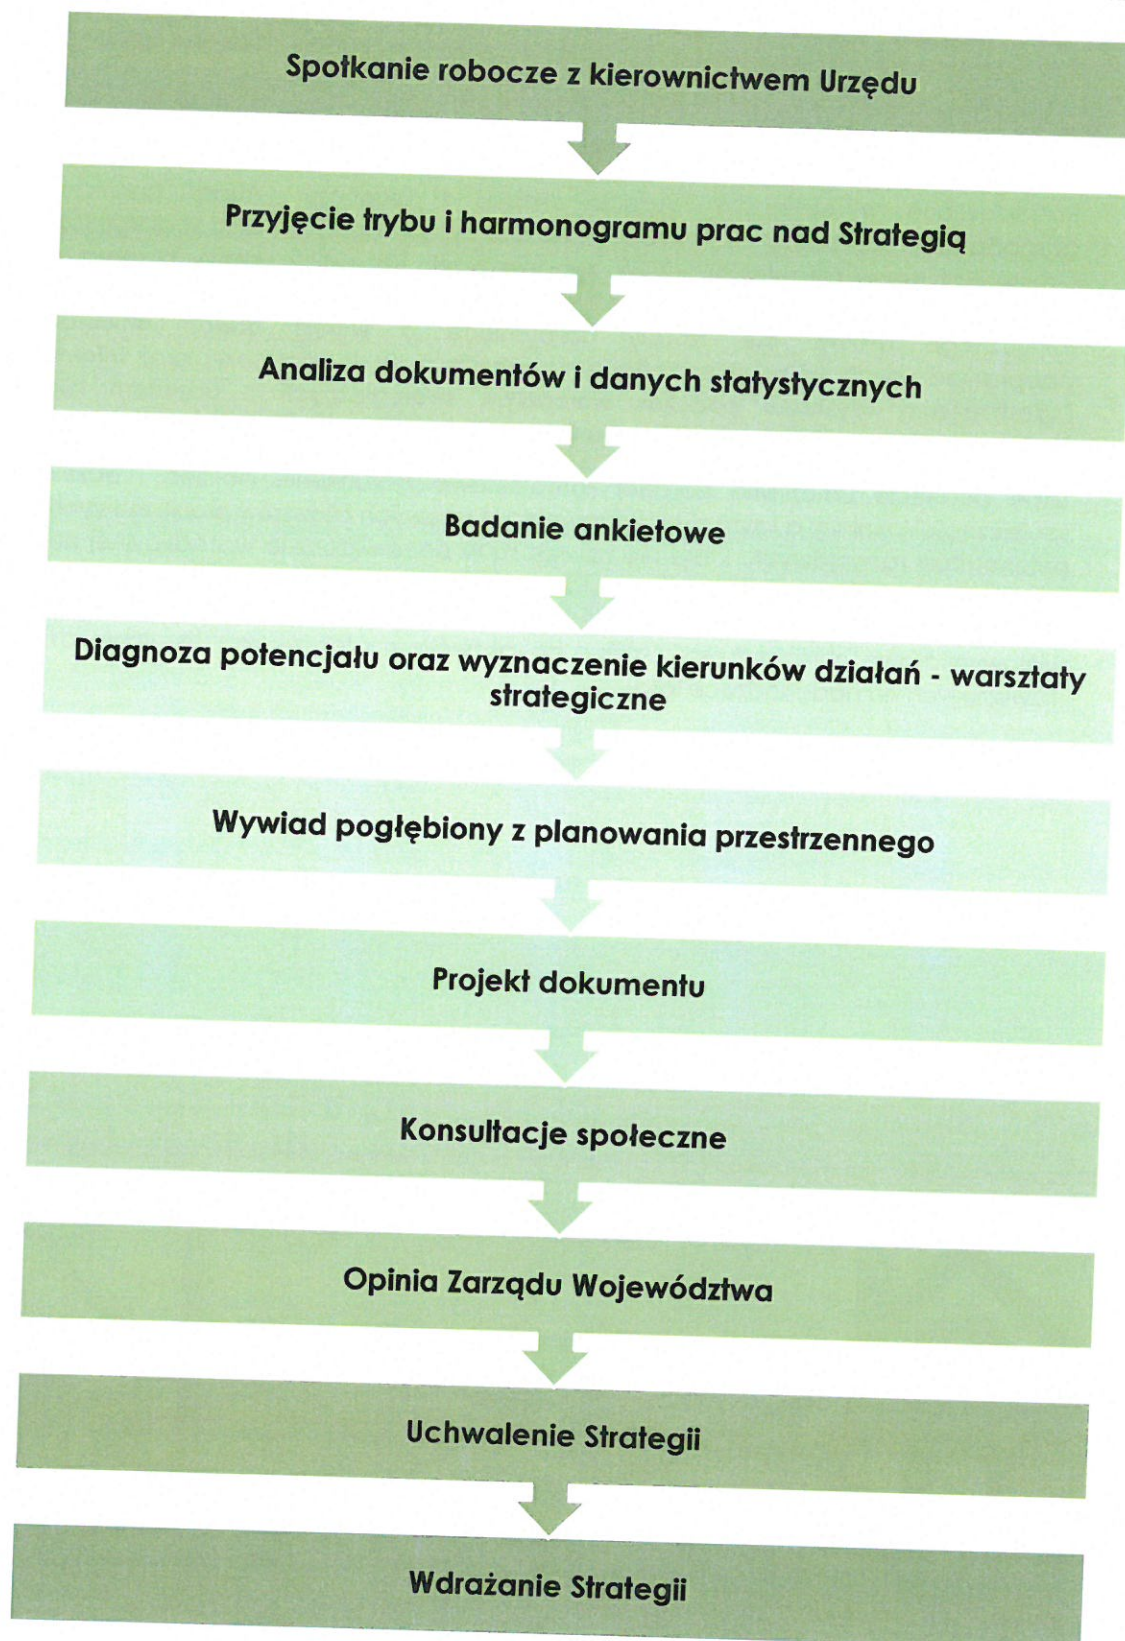 Spotkanie robocze z kierownictwem Urzędu
Przyjęcie trybu i harmonogramu prac nad Strategią
Analiza dokumentów i danych statystycznych
Badanie ankietowe
Diagnoza potencjału oraz wyznaczenie kierunków działań - warsztaty
strategiczne
Wywiad pogłębiony z planowania przestrzennego
Projekt dokumentu
Konsultacje społeczne
Opinia Zarządu Województwa
Uchwalenie Strategii
Wdrażanie Strategii